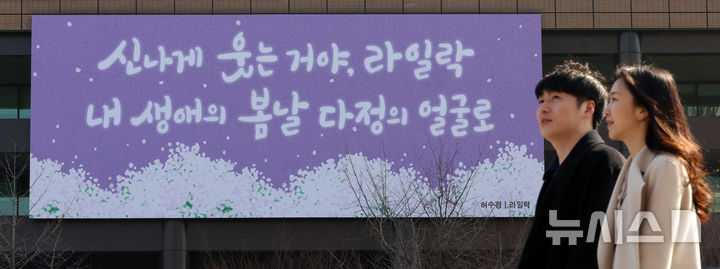 신나게 웃는 거야, 라일락
내 생애의 봄날 다정의 얼굴로
허수경 | 라일락
뉴시스